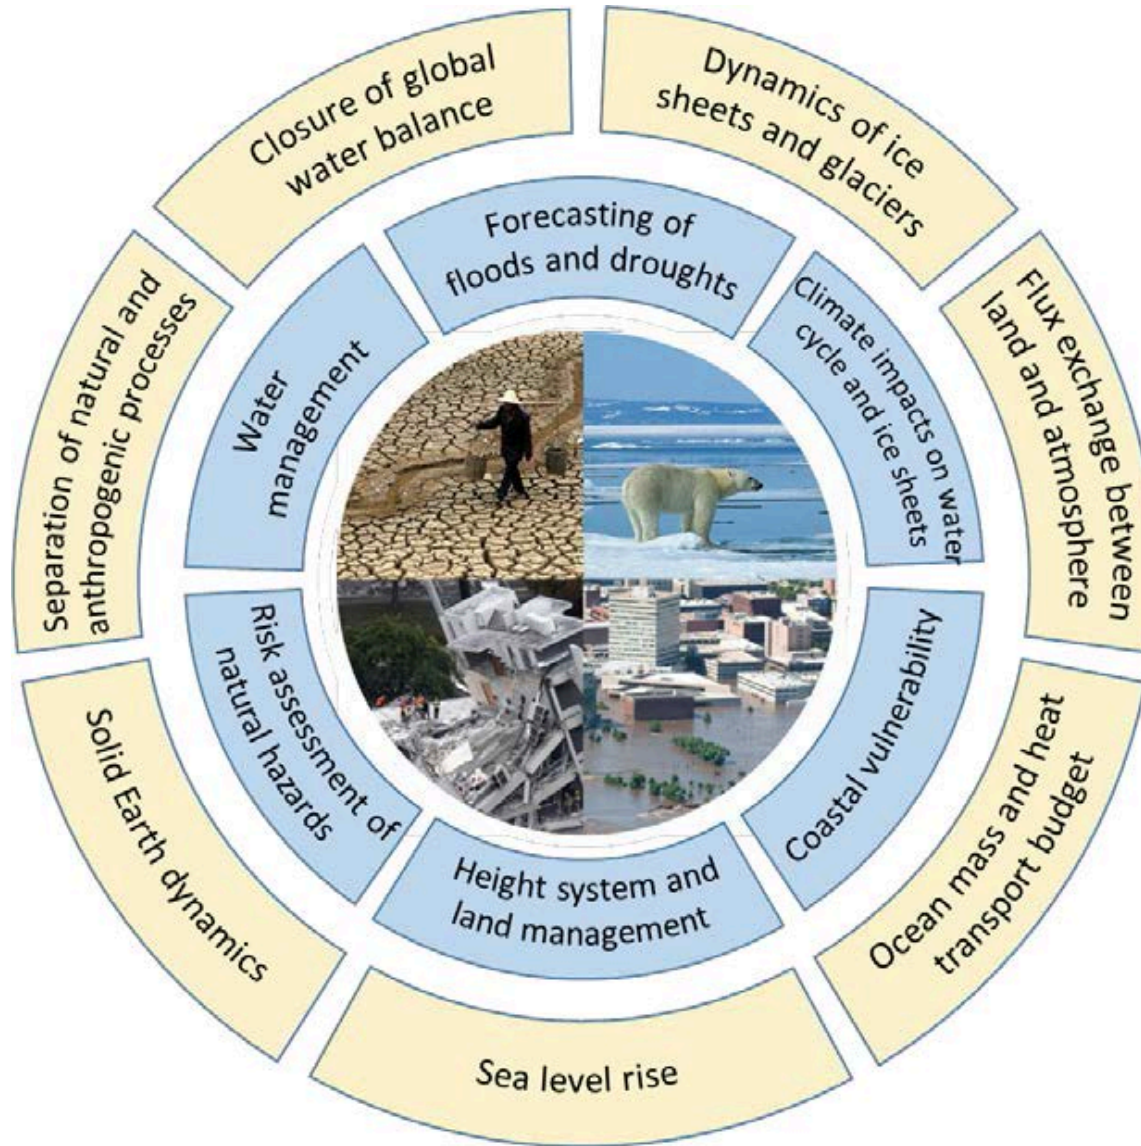 Closure of global
water balance
Dynamics of ice
sheets and glaciers
Flux exchange between
land and atmosphere
Ocean mass and heat
transport budget
Sea level rise
Solid Earth dynamics
Separation of natural and
anthropogenic processes
Forecasting of
floods and droughts
Climate impacts on water
cycle and ice sheets
Coastal vulnerability
Height system and
land management
Risk assessment of
natural hazards
Water
management